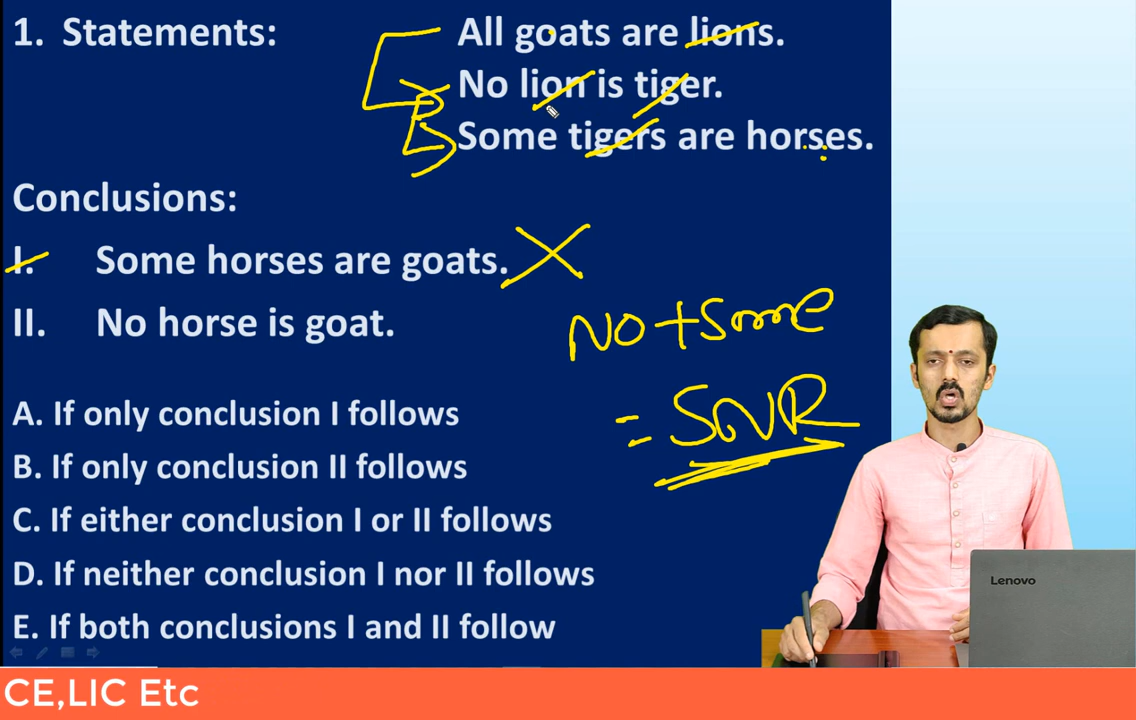 1. Statements: All goats are lions.
No lion is tiger.
Some tigers are horses.
Conclusions:
I. Some horses are goats.
II. No horse is goat.
NO + Some
= SONR
A. If only conclusion I follows
B. If only conclusion II follows
C. If either conclusion I or II follows
D. If neither conclusion I nor II follows
E. If both conclusions I and II follow
Lenovo
CE,LIC Etc